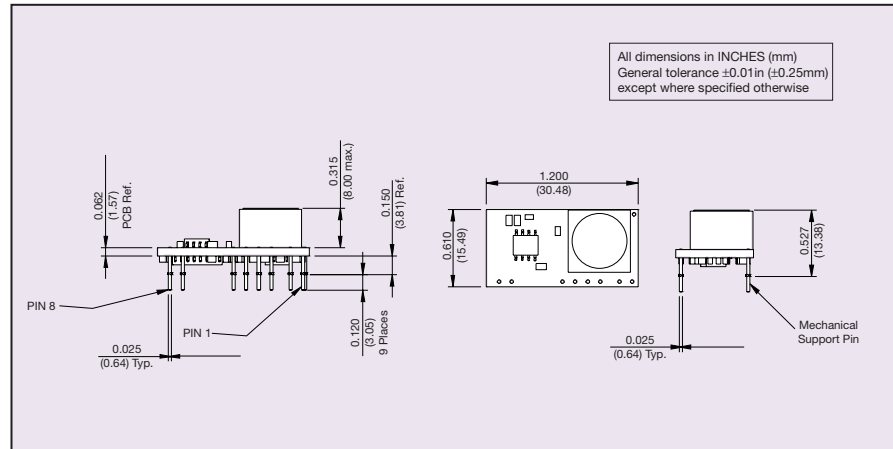 All dimensions in INCHES (mm)
General tolerance ±0.01in (±0.25mm)
except where specified otherwise
0.062
(1.57)
PCB Ref.
0.315
(8.00 max.)
0.150
(3.81) Ref.
PIN 8
PIN 1
0.120
(3.05)
9 Places
0.025
(0.64) Typ.
1.200
(30.48)
0.610
(15.49)
0.527
(13.38)
Mechanical
Support Pin
0.025
(0.64) Typ.